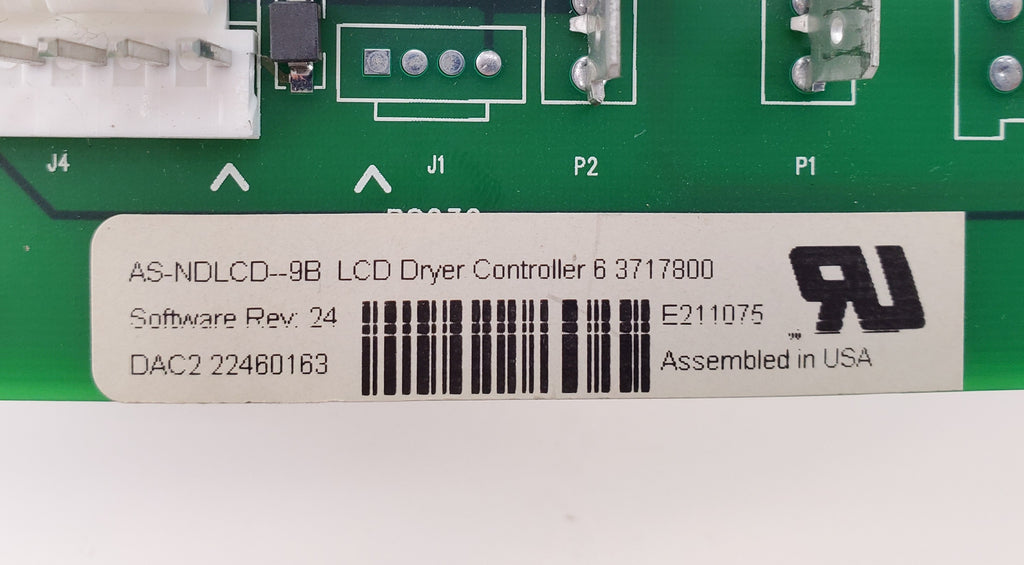 J4
J1
P2
P1
AS-NDLCD--9B LCD Dryer Controller 6 3717800
Software Rev: 24
E211075
DAC2 22460163
Assembled in USA